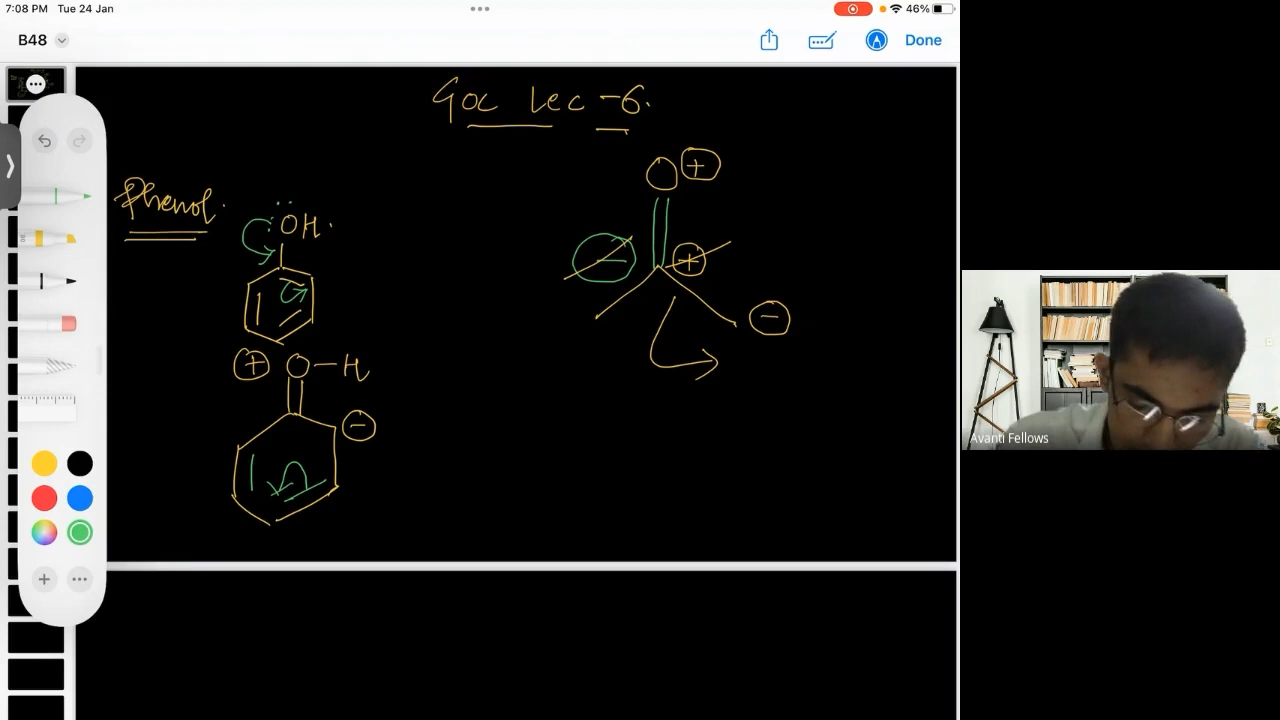 7:08 PM Tue 24 Jan
46%
B48
Done
GOC Lec -6.
O +
Phenol.
:OH.
- +
-
+ O-H
-
Avanti Fellows